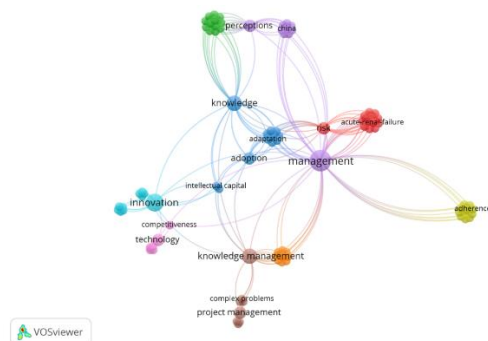 perceptions
china
knowledge
risk
acute-renal-failure
adaptation
adoption
management
intellectual capital
innovation
adherence
competitiveness
technology
knowledge management
complex problems
project management
VOSviewer